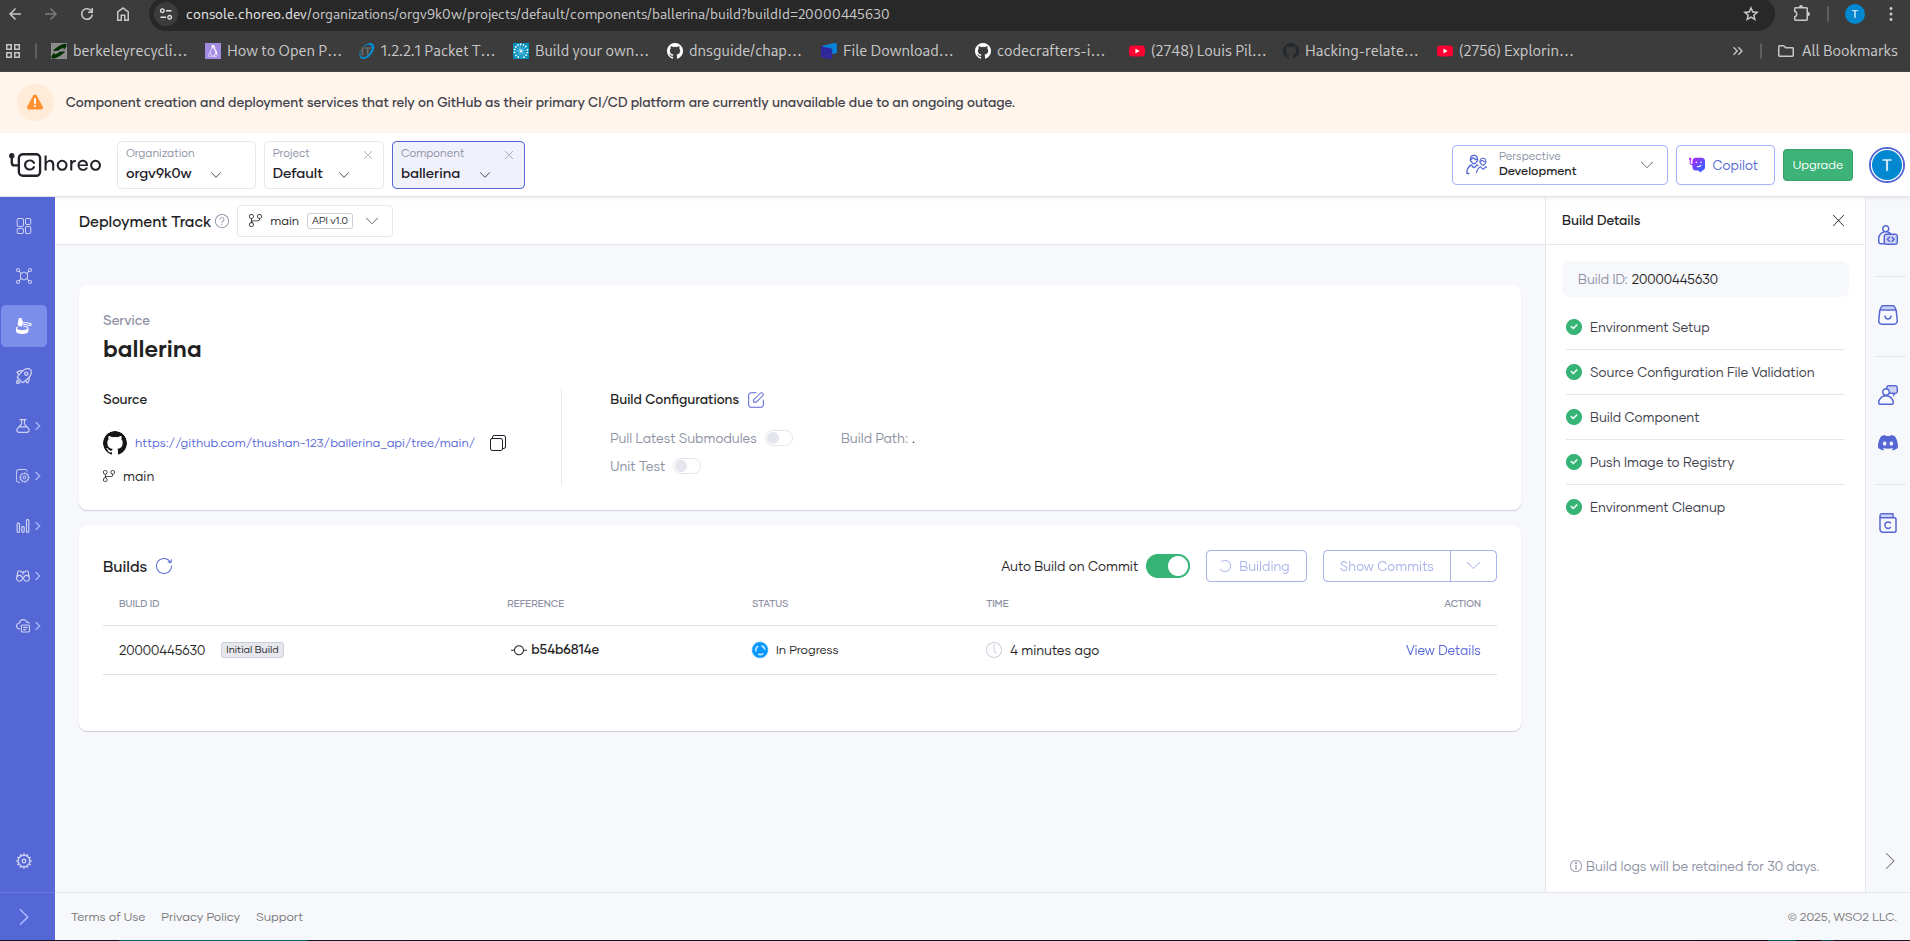 console.choreo.dev/organizations/orgv9k0w/projects/default/components/ballerina/build?buildId=20000445630
T
berkeleyrecycli... How to Open P... 1.2.2.1 Packet T... Build your own... dnsguide/chap... File Download... codecrafters-i... (2748) Louis Pil... Hacking-relate... (2756) Explorin... » All Bookmarks
Component creation and deployment services that rely on GitHub as their primary CI/CD platform are currently unavailable due to an ongoing outage.
Choreo
Organization
orgv9k0w
Project
Default
Component
ballerina
Perspective
Development
Copilot
Upgrade
T
Deployment Track main API v1.0
Service
ballerina
Source
https://github.com/thushan-123/ballerina_api/tree/main/
main
Build Configurations
Pull Latest Submodules
Build Path: .
Unit Test
Builds
Auto Build on Commit
Building
Show Commits
BUILD ID REFERENCE STATUS TIME ACTION
20000445630 Initial Build b54b6814e In Progress 4 minutes ago View Details
Build Details
Build ID: 20000445630
Environment Setup
Source Configuration File Validation
Build Component
Push Image to Registry
Environment Cleanup
Build logs will be retained for 30 days.
Terms of Use Privacy Policy Support
© 2025, WSO2 LLC.